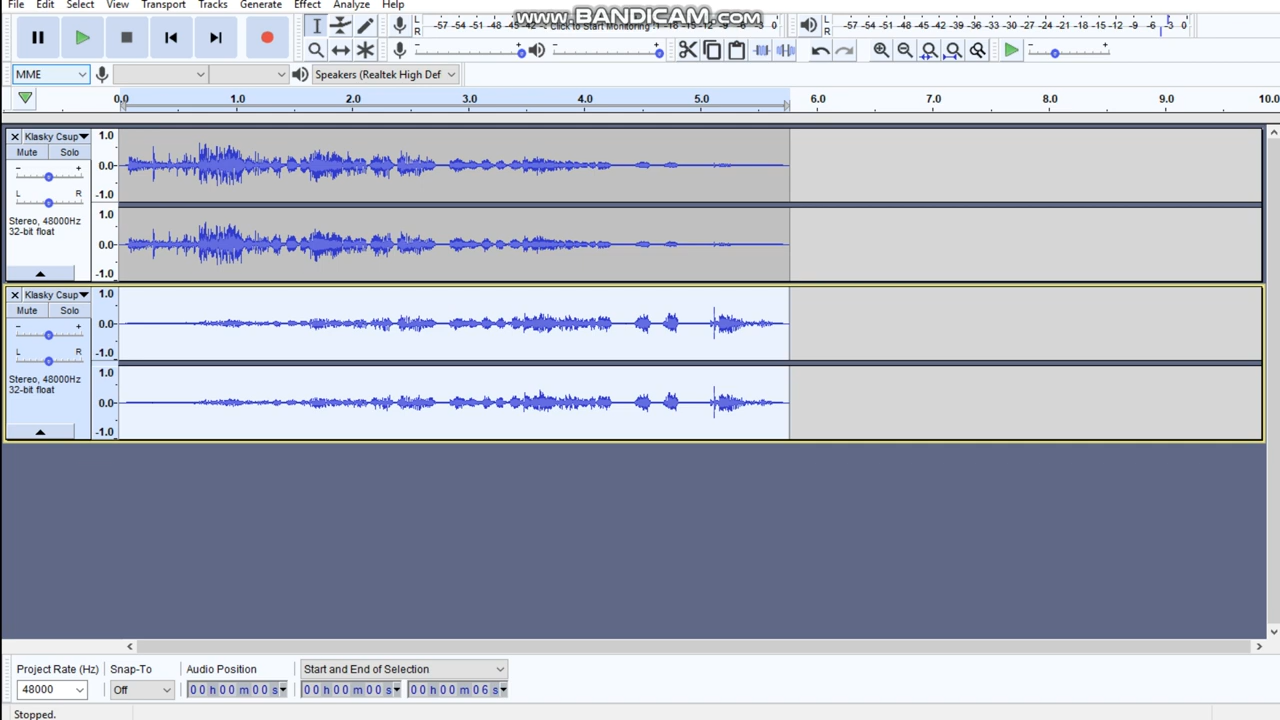 File Edit Select View Transport Tracks Generate Effect Analyze Help
www.BANDICAM.com
L
R
-57 -54 -51 -48 -4 Click to Start Monitoring -15 -12 -9 -6 -3 0
L
R
-57 -54 -51 -48 -45 -42 -39 -36 -33 -30 -27 -24 -21 -18 -15 -12 -9 -6 -3 0
- +
- +
- +
MME
Speakers (Realtek High Def
0.0 1.0 2.0 3.0 4.0 5.0 6.0 7.0 8.0 9.0 10.0
Klasky Csup
Mute Solo
- +
L R
Stereo, 48000Hz
32-bit float
1.0
0.0
-1.0
1.0
0.0
-1.0
Klasky Csup
Mute Solo
- +
L R
Stereo, 48000Hz
32-bit float
1.0
0.0
-1.0
1.0
0.0
-1.0
Project Rate (Hz) Snap-To Audio Position Start and End of Selection
48000 Off 00 h 00 m 00 s 00 h 00 m 00 s 00 h 00 m 06 s
Stopped.